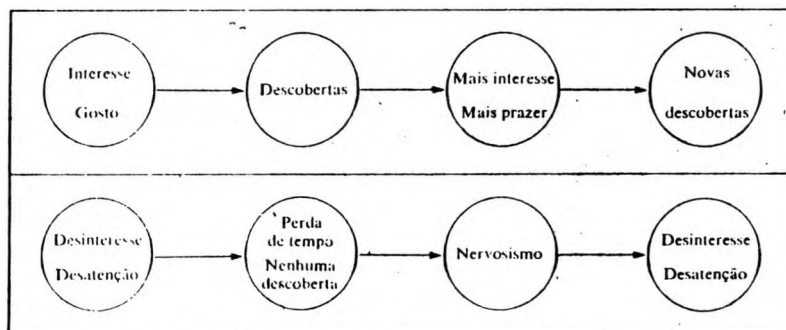 Interesse
Gosto
Descobertas
Mais interesse
Mais prazer
Novas
descobertas
Desinteresse
Desatenção
Perda
de tempo
Nenhuma
descoberta
Nervosismo
Desinteresse
Desatenção